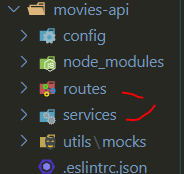 movies-api
config
node_modules
routes
services
utils\mocks
.eslintrc.json